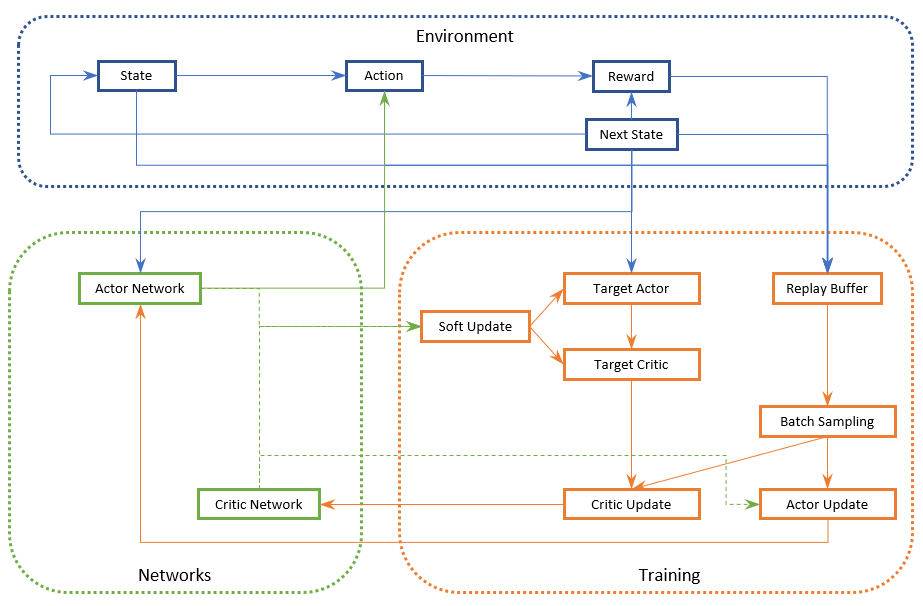 Environment
State
Action
Reward
Next State
Actor Network
Target Actor
Replay Buffer
Soft Update
Target Critic
Batch Sampling
Critic Network
Critic Update
Actor Update
Networks
Training